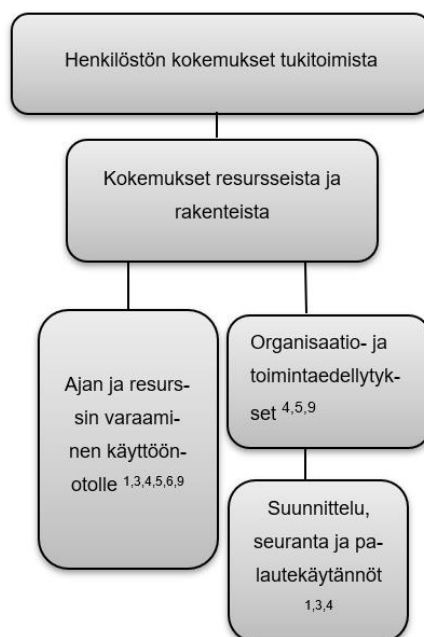 Henkilöstön kokemukset tukitoimista
Kokemukset resursseista ja
rakenteista
Ajan ja resurs-
sin varaami-
nen käyttöön-
otolle 1,3,4,5,6,9
Organisaatio- ja
toimintaedellytyk-
set 4,5,9
Suunnittelu,
seuranta ja pa-
lautekäytännöt
1,3,4